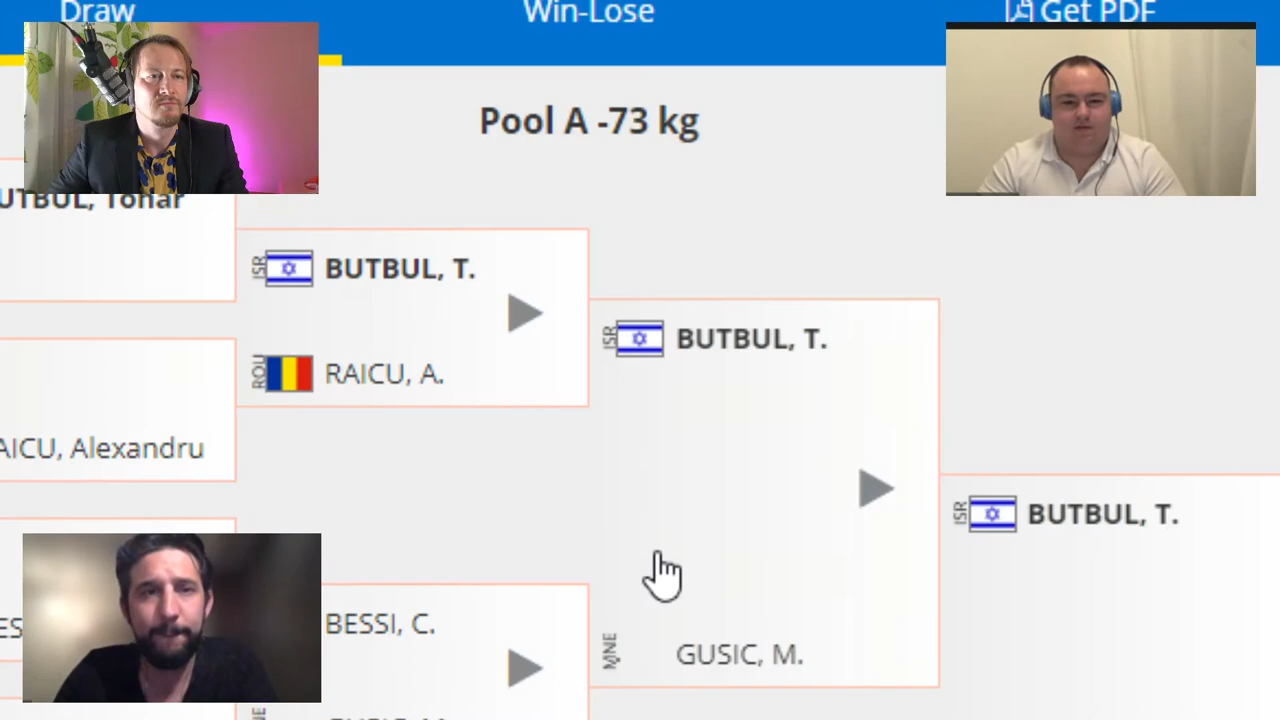 Draw
Win-Lose
Get PDF
Pool A -73 kg
UTBUL, Tohar
ISR BUTBUL, T.
ISR BUTBUL, T.
ROU RAICU, A.
AICU, Alexandru
ISR BUTBUL, T.
ES
BESSI, C.
MNE GUSIC, M.